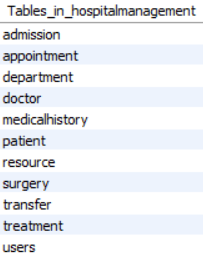 Tables_in_hospitalmanagement
admission
appointment
department
doctor
medicalhistory
patient
resource
surgery
transfer
treatment
users